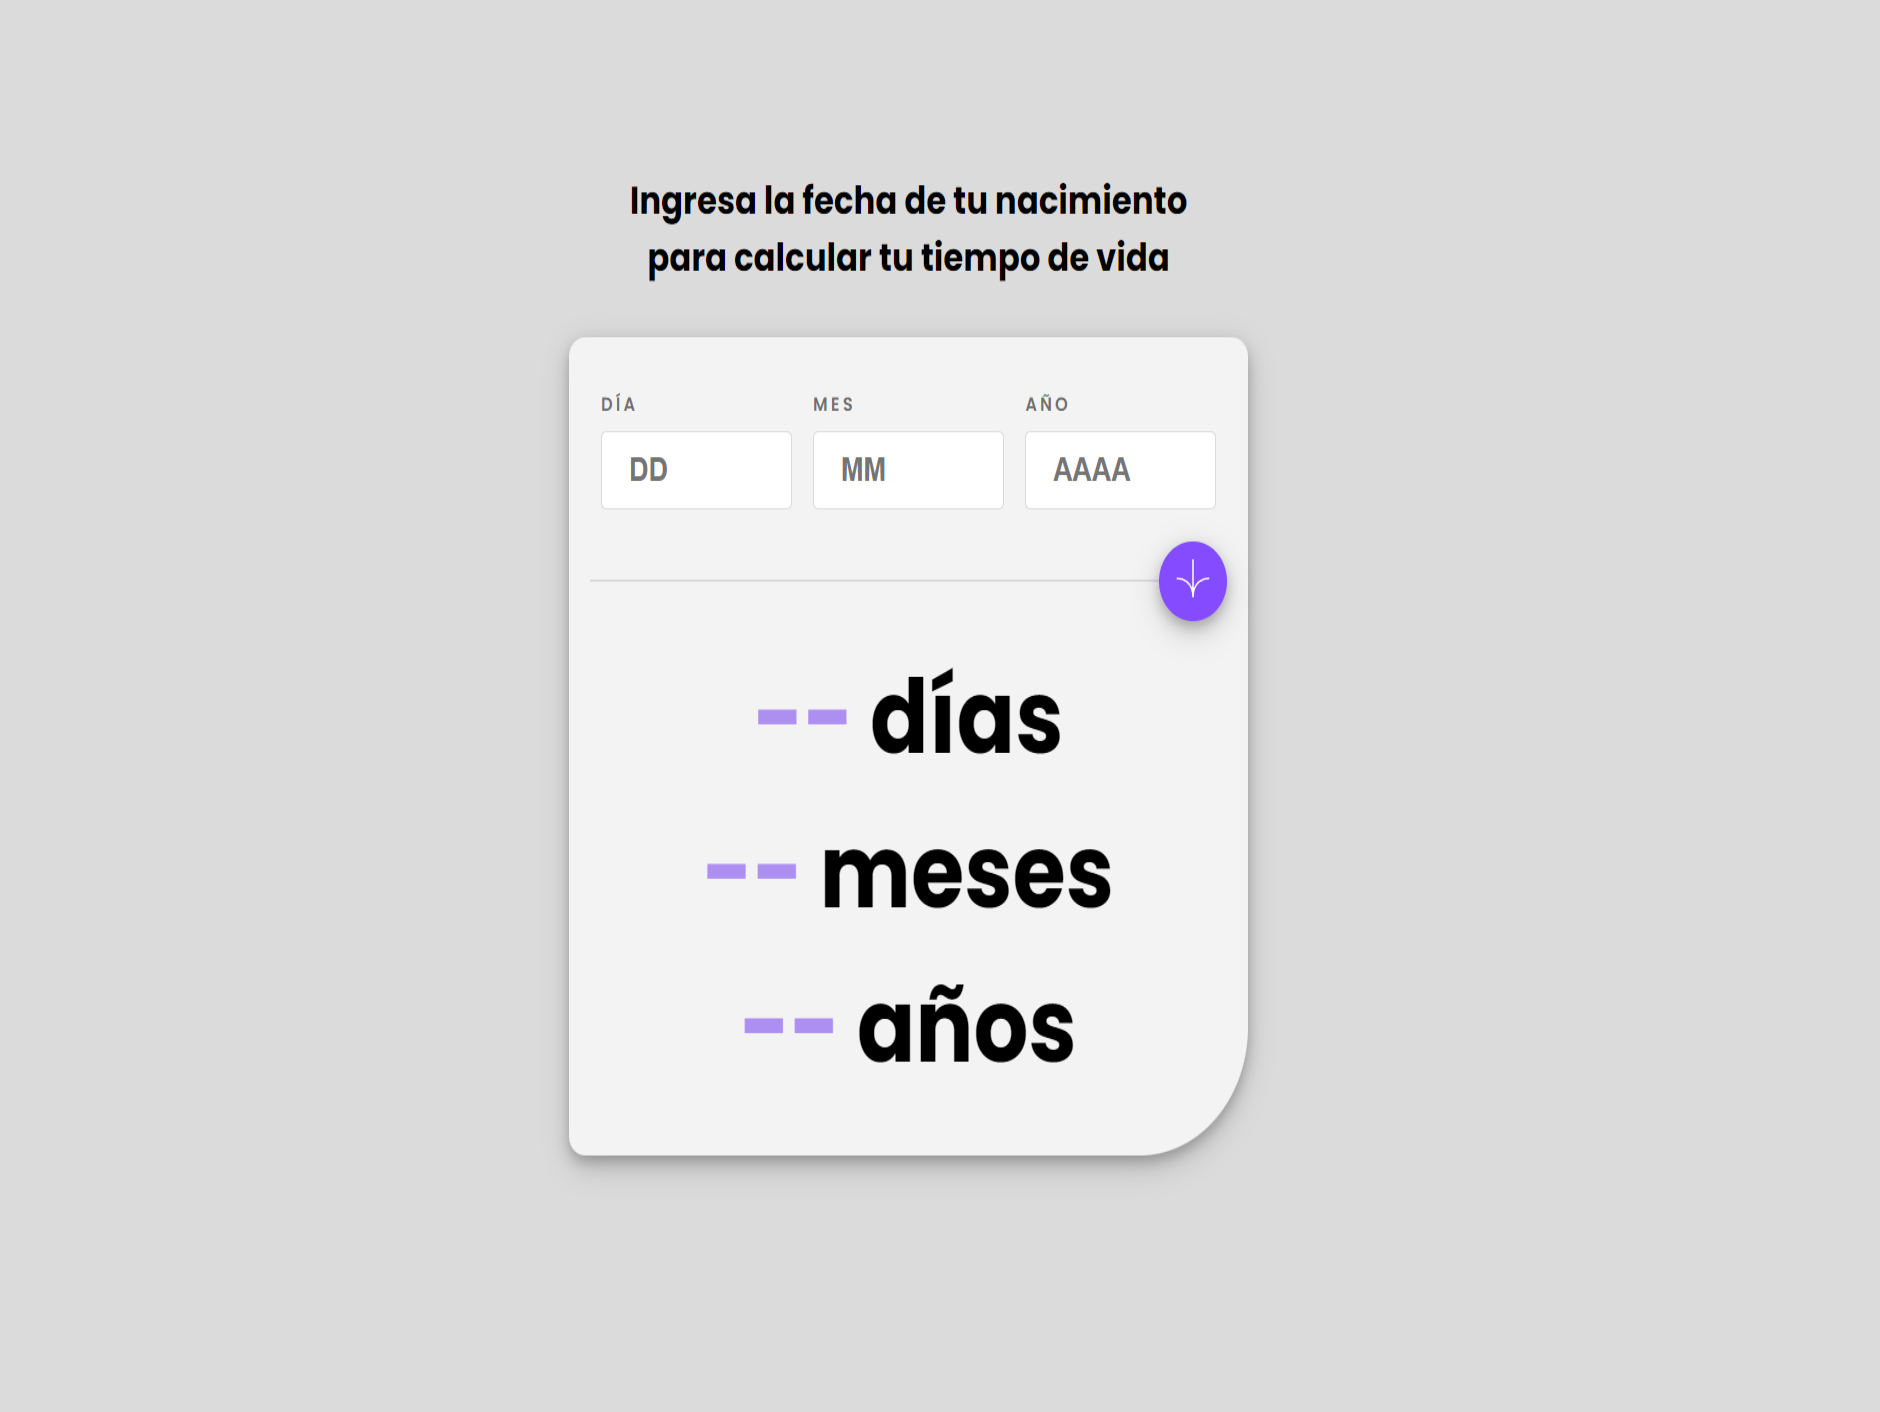 Ingresa la fecha de tu nacimiento
para calcular tu tiempo de vida
DÍA MES AÑO
DD MM AAAA
-- días
-- meses
-- años